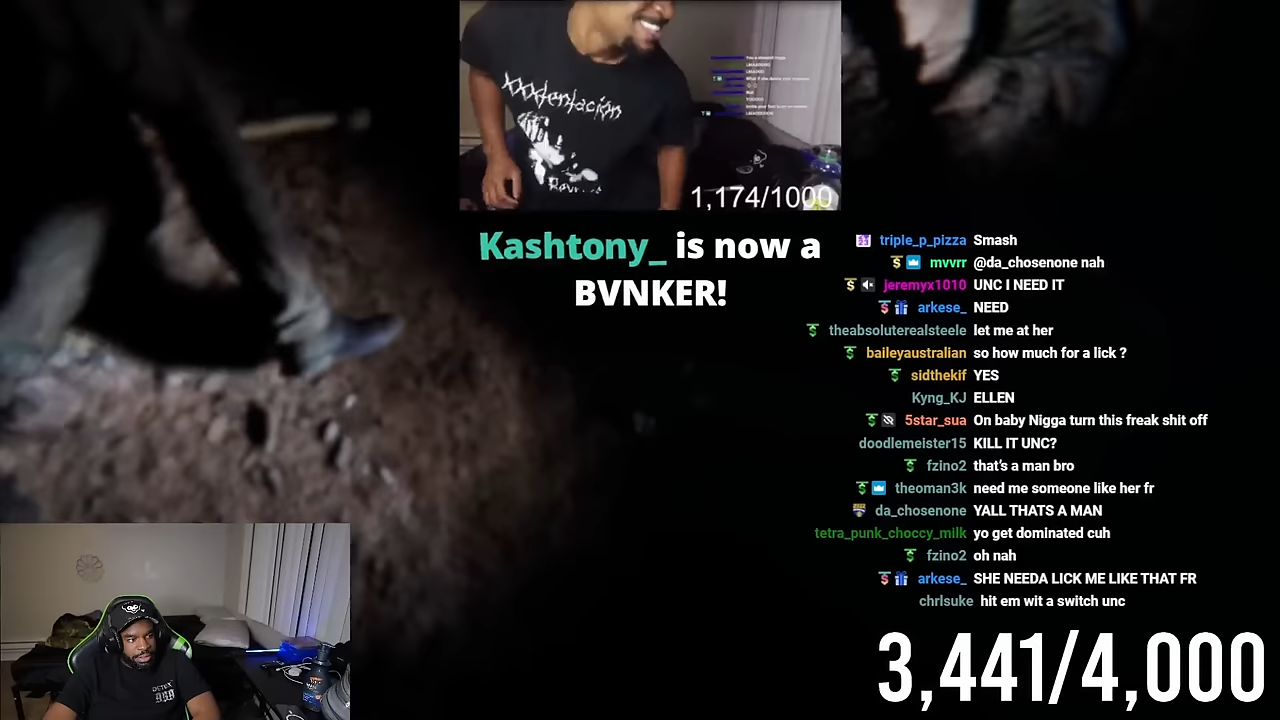 xxxtentacion
Revenge
1,174/1000
Kashtony_ is now a
BVNKER!
triple_p_pizza Smash
mvvrr @da_chosenone nah
jeremyx1010 UNC I NEED IT
arkese_ NEED
theabsoluterealsteele let me at her
baileyaustralian so how much for a lick ?
sidthekif YES
Kyng_KJ ELLEN
5star_sua On baby Nigga turn this freak shit off
doodlemeister15 KILL IT UNC?
fzino2 that's a man bro
theoman3k need me someone like her fr
da_chosenone YALL THATS A MAN
tetra_punk_choccy_milk yo get dominated cuh
fzino2 oh nah
arkese_ SHE NEEDA LICK ME LIKE THAT FR
chrlsuke hit em wit a switch unc
3,441/4,000